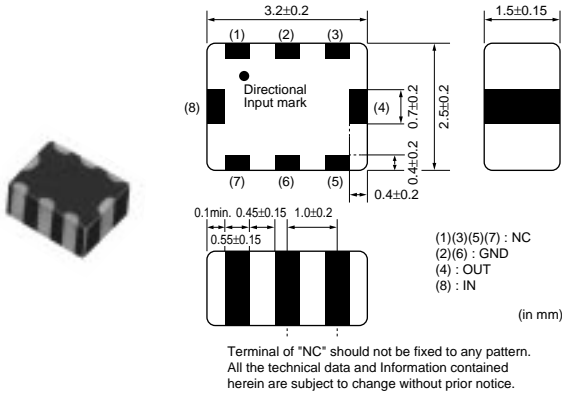 3.2±0.2
1.5±0.15
(1) (2) (3)
Directional
Input mark
(8)
(4)
0.7±0.2
2.5±0.2
0.4±0.2
(7) (6) (5)
0.4±0.2
0.1min. 0.45±0.15 1.0±0.2
0.55±0.15
(1)(3)(5)(7) : NC
(2)(6) : GND
(4) : OUT
(8) : IN
(in mm)
Terminal of "NC" should not be fixed to any pattern.
All the technical data and Information contained
herein are subject to change without prior notice.